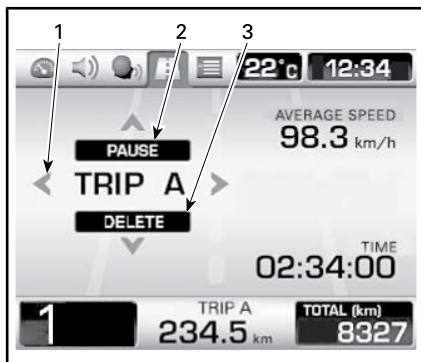 1 2 3
22°c 12:34
AVERAGE SPEED
98.3 km/h
PAUSE
TRIP A
DELETE
TIME
02:34:00
1
TRIP A
234.5 km
TOTAL (km)
8327